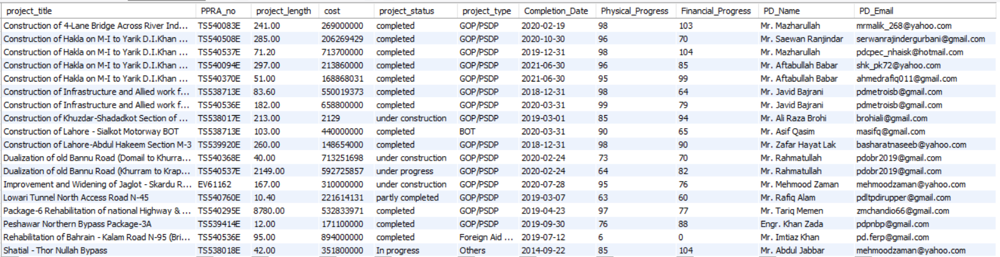 project_title PPRA_no project_length cost project_status project_type Completion_Date Physical_Progress Financial_Progress PD_Name PD_Email
Construction of 4-Lane Bridge Across River Ind... TS540083E 241.00 269000000 completed GOP/PSDP 2020-02-19 98 103 Mr. Mazharullah mrmalik_268@yahoo.com
Construction of Hakla on M-I to Yarik D.I.Khan ... TS540508E 285.00 206269429 completed GOP/PSDP 2020-10-30 96 70 Mr. Saewan Ranjindar serwanrajindergurbani@gmail.com
Construction of Hakla on M-I to Yarik D.I.Khan ... TS540537E 71.20 713700000 completed GOP/PSDP 2019-12-31 98 104 Mr. Mazharullah pdcpec_nhaisk@hotmail.com
Construction of Hakla on M-I to Yarik D.I.Khan ... TS540094E 297.00 213860000 completed GOP/PSDP 2021-06-30 96 85 Mr. Aftabullah Babar shk_pk72@yahoo.com
Construction of Hakla on M-I to Yarik D.I.Khan ... TS540370E 51.00 168868031 completed GOP/PSDP 2021-06-30 95 99 Mr. Aftabullah Babar ahmedrafiq011@gmail.com
Construction of Infrastructure and Allied work f... TS538713E 83.60 550019373 completed GOP/PSDP 2018-12-31 98 64 Mr. Javid Bajrani pdmetroisb@gmail.com
Construction of Infrastructure and Allied work f... TS540536E 182.00 658800000 completed GOP/PSDP 2020-03-31 99 79 Mr. Javid Bajrani pdmetroisb@gmail.com
Construction of Khuzdar-Shadadkot Section of ... TS538017E 213.00 2129 under construction GOP/PSDP 2019-03-01 85 94 Mr. Ali Raza Brohi brohiali@gmail.com
Construction of Lahore - Sialkot Motorway BOT TS538713E 103.00 440000000 completed BOT 2020-03-31 90 65 Mr. Asif Qasim masifq@gmail.com
Construction of Lahore-Abdul Hakeem Section M-3 TS539920E 260.00 148654000 completed GOP/PSDP 2018-12-31 98 90 Mr. Zafar Hayat Lak basharatnaseeb@yahoo.com
Dualization of old Bannu Road (Domail to Khurra... TS540368E 40.00 713251698 under construction GOP/PSDP 2020-02-24 73 70 Mr. Rahmatullah pdobr2019@gmail.com
Dualization of old Bannu Road (Khurram to Krap... TS540537E 2149.00 592725857 under progress GOP/PSDP 2020-02-24 64 82 Mr. Rahmatullah pdobr2019@gmail.com
Improvement and Widening of Jaglot - Skardu R... EV61162 167.00 310000000 under construction GOP/PSDP 2020-07-28 95 76 Mr. Mehmood Zaman mehmoodzaman@yahoo.com
Lowari Tunnel North Access Road N-45 TS540760E 10.40 221614131 partly completed GOP/PSDP 2019-03-07 63 60 Mr. Rafiq Alam pdltpdirupper@gmail.com
Package-6 Rehabilitation of national Highway & ... TS540295E 8780.00 532833971 completed GOP/PSDP 2019-04-23 97 77 Mr. Tariq Memen zmchandio66@gmail.com
Peshawar Northern Bypass Package-3A TS539414E 12.00 171100000 completed GOP/PSDP 2019-09-30 76 88 Engr. Khan Zada pdpnbp@gmail.com
Rehabilitation of Bahrain - Kalam Road N-95 (Bri... TS540536E 95.00 894000000 completed Foreign Aid ... 2019-07-12 6 0 Mr. Imtiaz Khan pd.ferp@gmail.com
Shatial - Thor Nullah Bypass TS538018E 42.00 351800000 In progress Others 2014-09-22 85 104 Mr. Abdul Jabbar mehmoodzaman@yahoo.com